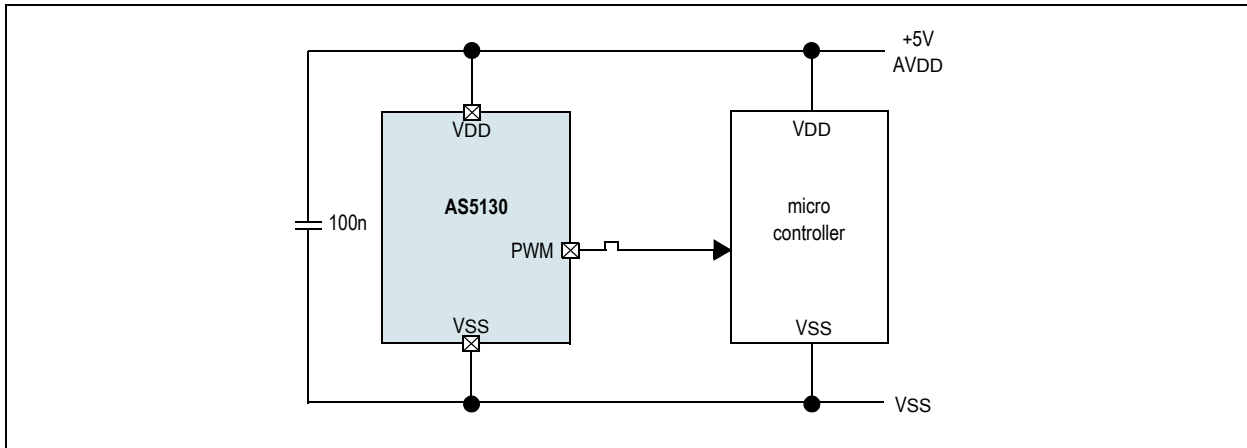 +5V
AVDD
VDD
VDD
AS5130
micro
controller
100n
PWM
VSS
VSS
VSS